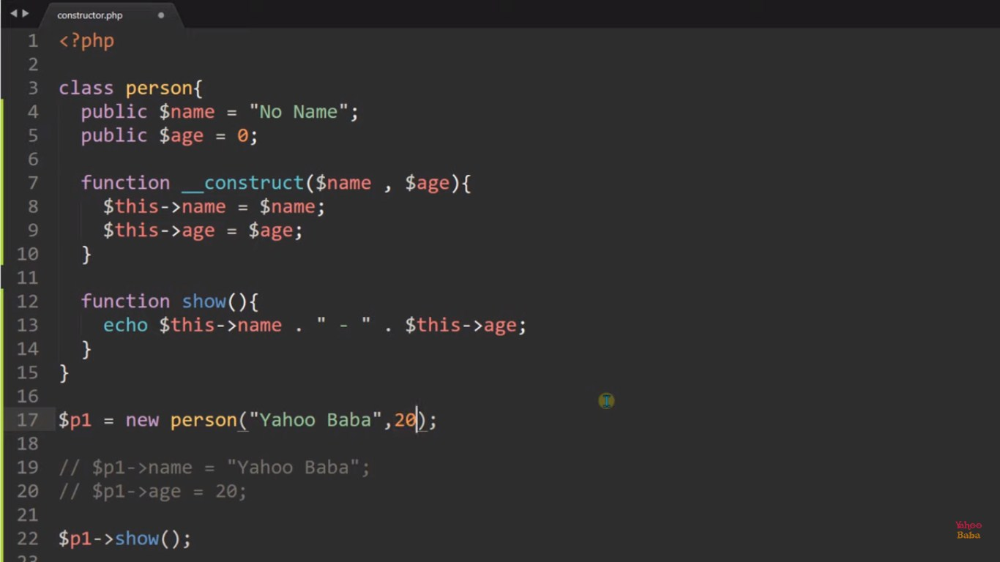 constructor.php
1 <?php
2
3 class person{
4 public $name = "No Name";
5 public $age = 0;
6
7 function __construct($name , $age){
8 $this->name = $name;
9 $this->age = $age;
10 }
11
12 function show(){
13 echo $this->name . " - " . $this->age;
14 }
15 }
16
17 $p1 = new person("Yahoo Baba",20);
18
19 // $p1->name = "Yahoo Baba";
20 // $p1->age = 20;
21
22 $p1->show();
23
Yahoo
Baba